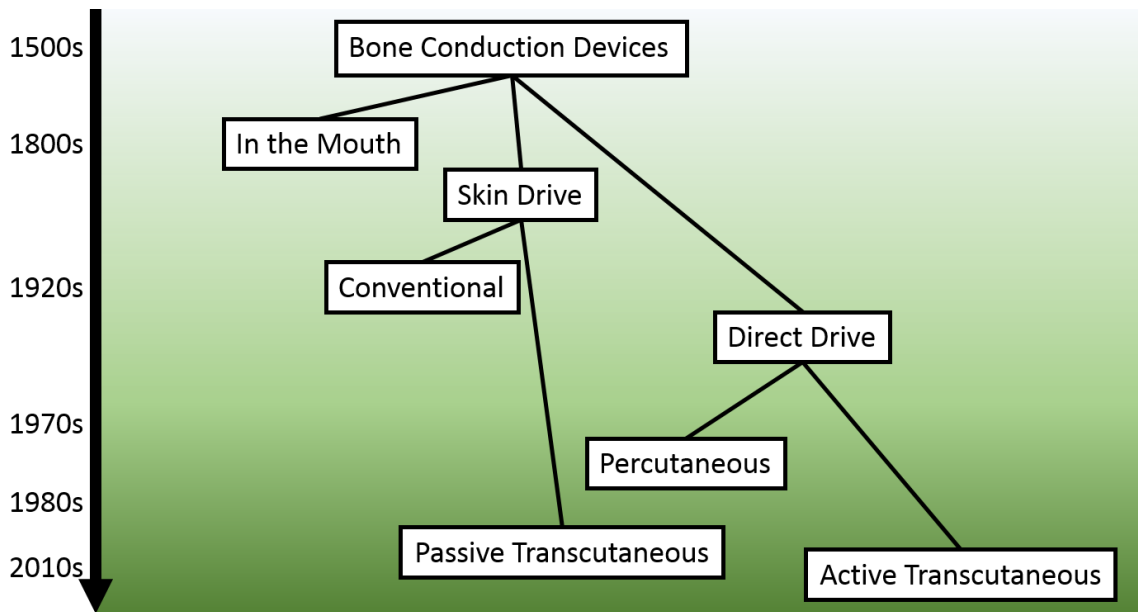 1500s
Bone Conduction Devices
In the Mouth
1800s
Skin Drive
Conventional
1920s
Direct Drive
1970s
Percutaneous
1980s
Passive Transcutaneous
2010s
Active Transcutaneous